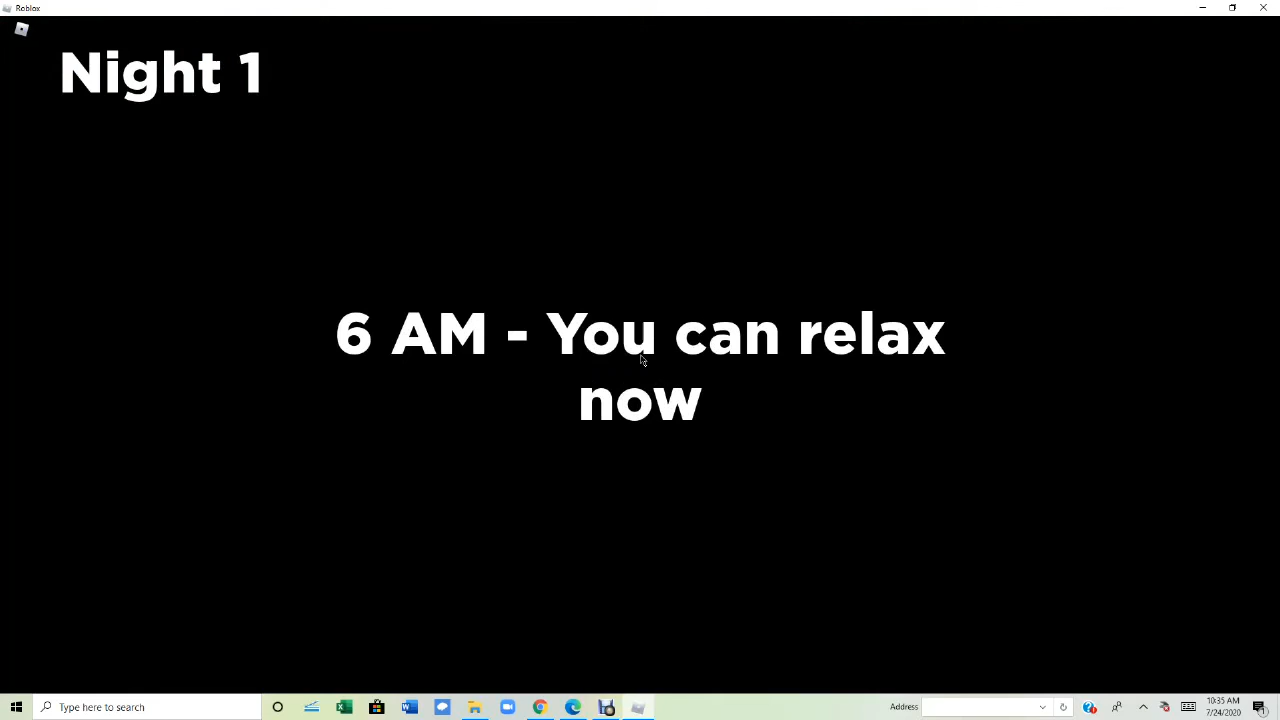 Roblox
Night 1
6 AM - You can relax
now
Type here to search
Address
10:35 AM
7/24/2020